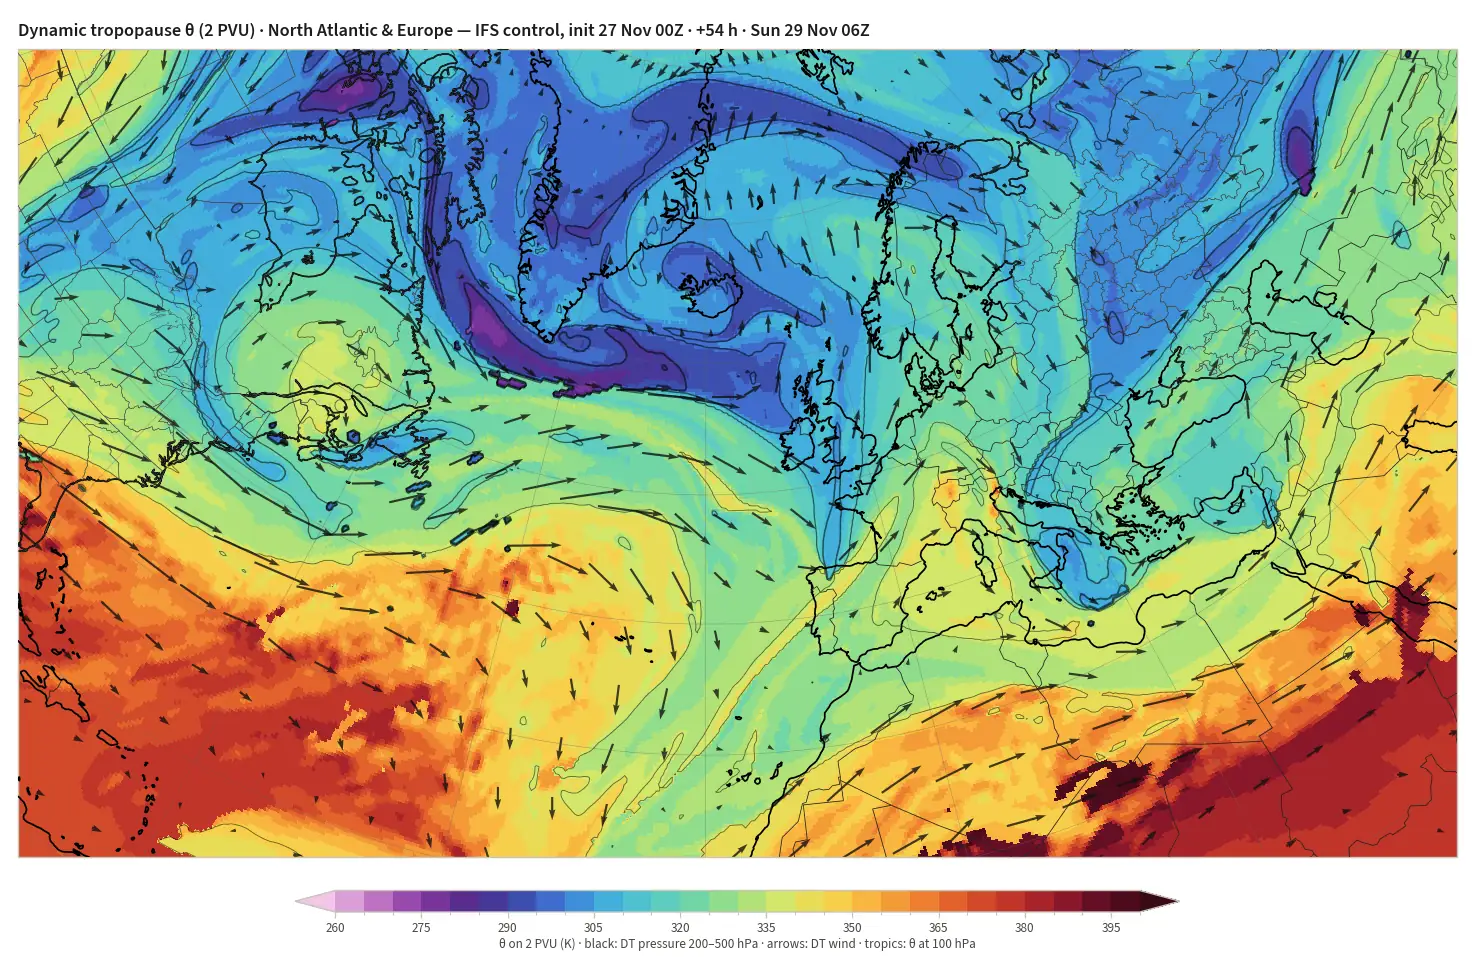 Dynamic tropopause θ (2 PVU) · North Atlantic & Europe — IFS control, init 27 Nov 00Z · +54 h · Sun 29 Nov 06Z
260 275 290 305 320 335 350 365 380 395
θ on 2 PVU (K) · black: DT pressure 200–500 hPa · arrows: DT wind · tropics: θ at 100 hPa